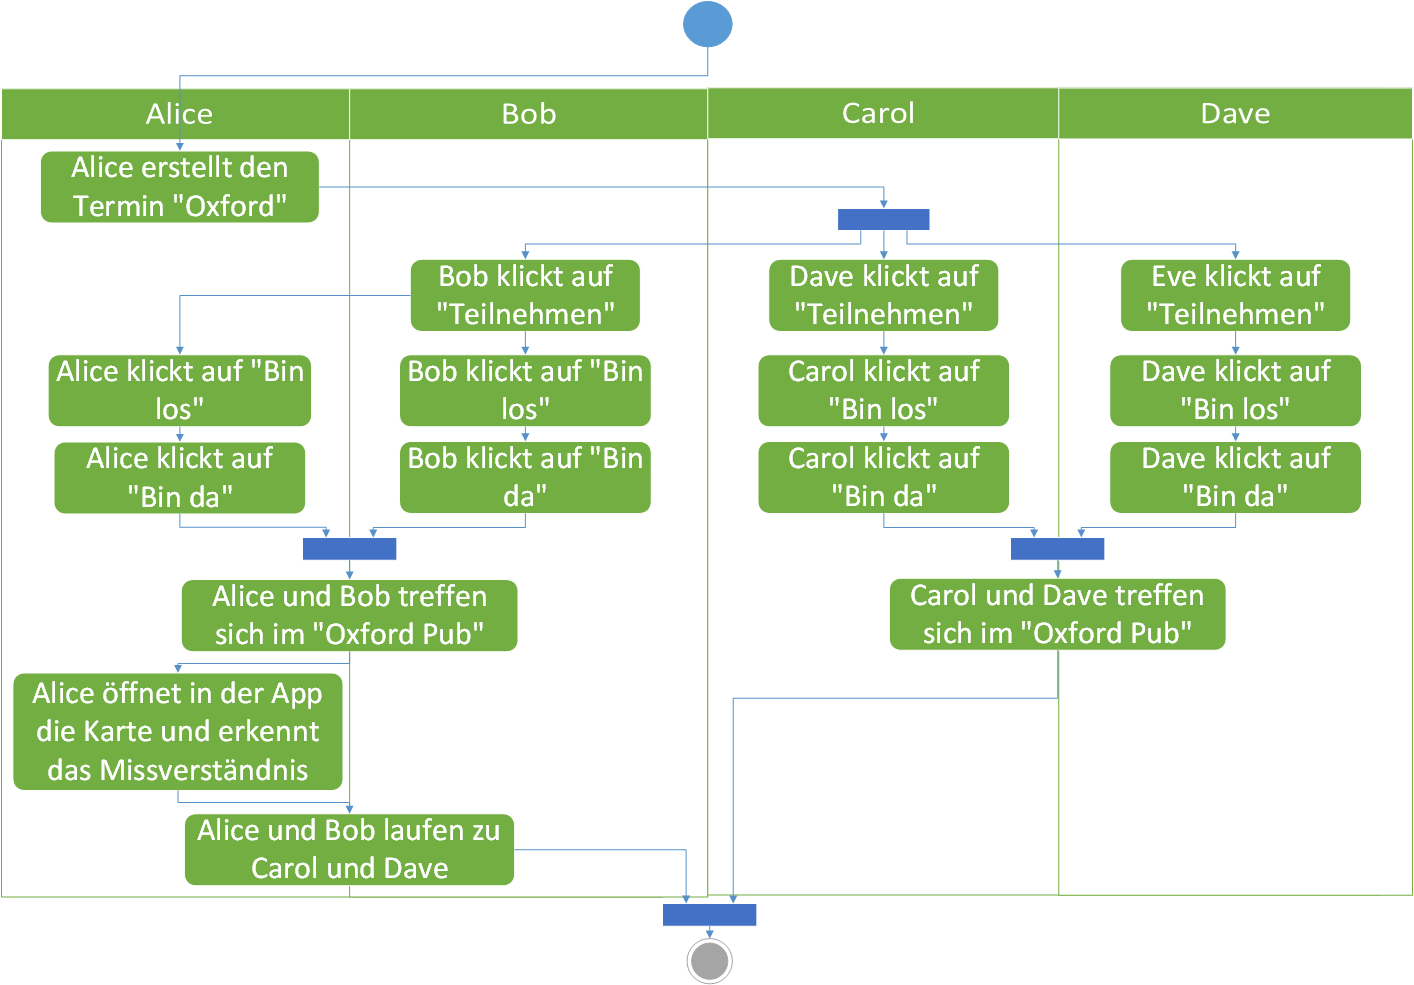 Alice
Bob
Carol
Dave
Alice erstellt den
Termin "Oxford"
Bob klickt auf
"Teilnehmen"
Dave klickt auf
"Teilnehmen"
Eve klickt auf
"Teilnehmen"
Alice klickt auf "Bin
los"
Bob klickt auf "Bin
los"
Carol klickt auf
"Bin los"
Dave klickt auf
"Bin los"
Alice klickt auf
"Bin da"
Bob klickt auf "Bin
da"
Carol klickt auf
"Bin da"
Dave klickt auf
"Bin da"
Alice und Bob treffen
sich im "Oxford Pub"
Carol und Dave treffen
sich im "Oxford Pub"
Alice öffnet in der App
die Karte und erkennt
das Missverständnis
Alice und Bob laufen zu
Carol und Dave